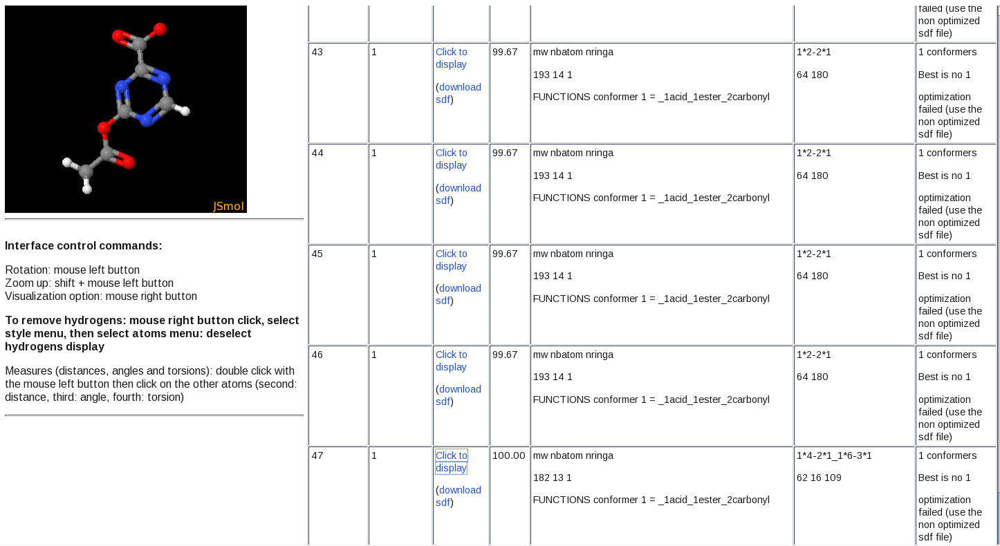 JSmol
Interface control commands:
Rotation: mouse left button
Zoom up: shift + mouse left button
Visualization option: mouse right button
To remove hydrogens: mouse right button click, select
style menu, then select atoms menu: deselect
hydrogens display
Measures (distances, angles and torsions): double click with
the mouse left button then click on the other atoms (second:
distance, third: angle, fourth: torsion)
failed (use the
non optimized
sdf file)
43
1
Click to
display
(download
sdf)
99.67
mw nbatom nringa
193 14 1
FUNCTIONS conformer 1 = _1acid_1ester_2carbonyl
1*2-2*1
64 180
1 conformers
Best is no 1
optimization
failed (use the
non optimized
sdf file)
44
1
Click to
display
(download
sdf)
99.67
mw nbatom nringa
193 14 1
FUNCTIONS conformer 1 = _1acid_1ester_2carbonyl
1*2-2*1
64 180
1 conformers
Best is no 1
optimization
failed (use the
non optimized
sdf file)
45
1
Click to
display
(download
sdf)
99.67
mw nbatom nringa
193 14 1
FUNCTIONS conformer 1 = _1acid_1ester_2carbonyl
1*2-2*1
64 180
1 conformers
Best is no 1
optimization
failed (use the
non optimized
sdf file)
46
1
Click to
display
(download
sdf)
99.67
mw nbatom nringa
193 14 1
FUNCTIONS conformer 1 = _1acid_1ester_2carbonyl
1*2-2*1
64 180
1 conformers
Best is no 1
optimization
failed (use the
non optimized
sdf file)
47
1
Click to
display
(download
sdf)
100.00
mw nbatom nringa
182 13 1
FUNCTIONS conformer 1 = _1acid_1ester_2carbonyl
1*4-2*1_1*6-3*1
62 16 109
1 conformers
Best is no 1
optimization
failed (use the
non optimized
sdf file)